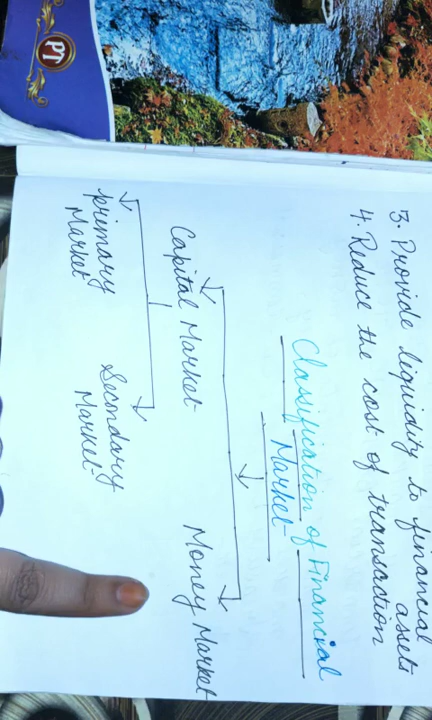 3. Provide liquidity to financial
assets
4. Reduce the cost of transaction
Classification of Financial
Market
Capital Market
Money Market
primary
Market
Secondary
Market
PT